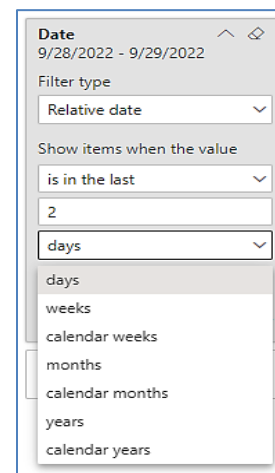 Date
9/28/2022 - 9/29/2022
Filter type
Relative date
Show items when the value
is in the last
2
days
days
weeks
calendar weeks
months
calendar months
years
calendar years